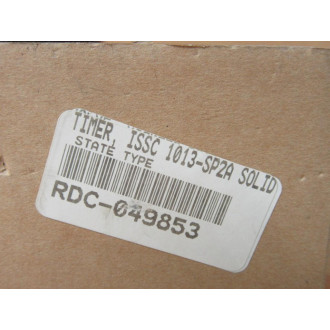 TIMER, ISSC 1013-SP2A SOLID
STATE TYPE
RDC-049853